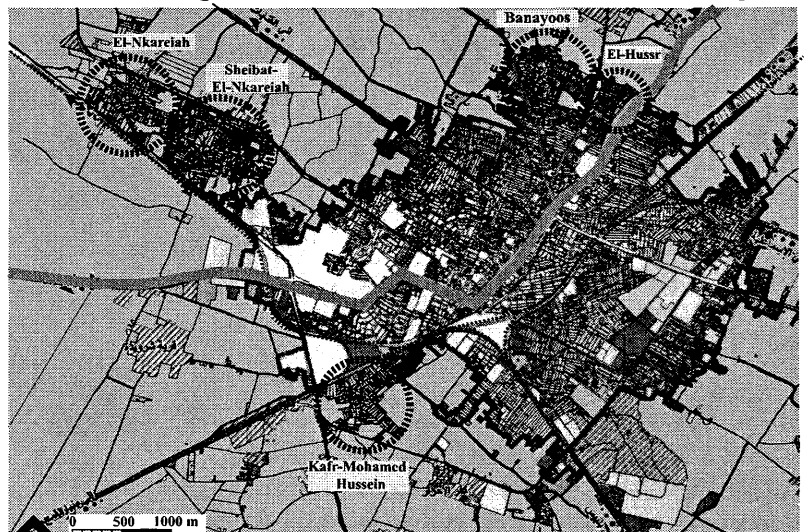 Banayoos
El-Nkareiah
El-Hussr
Sheibat-
El-Nkareiah
Kafr-Mohamed
Hussein
0 500 1000 m